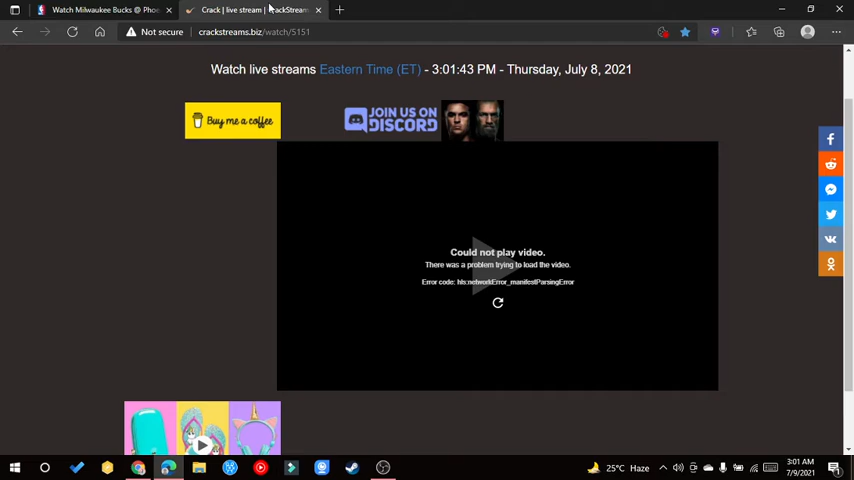 Watch Milwaukee Bucks @ Phoe
Crack | live stream | CrackStream
Not secure
crackstreams.biz/watch/5151
Watch live streams Eastern Time (ET) - 3:01:43 PM - Thursday, July 8, 2021
Buy me a coffee
JOIN US ON
DISCORD
Could not play video.
There was a problem trying to load the video.
Error code: hls:networkError_manifestParsingError
25°C Haze
3:01 AM
7/9/2021